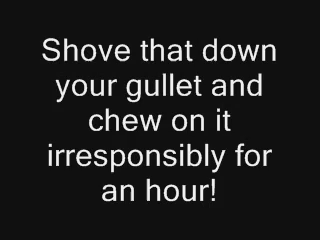 Shove that down
your gullet and
chew on it
irresponsibly for
an hour!